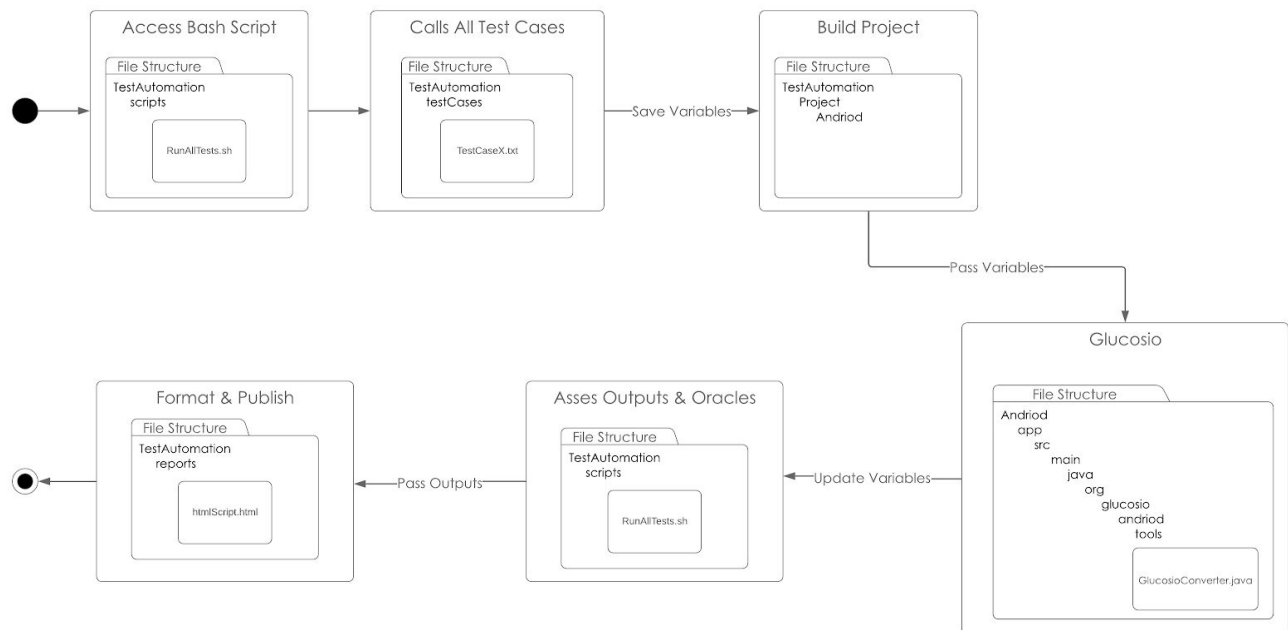 Access Bash Script
File Structure
TestAutomation
scripts
RunAllTests.sh
Calls All Test Cases
File Structure
TestAutomation
testCases
TestCaseX.txt
Save Variables
Build Project
File Structure
TestAutomation
Project
Andriod
Pass Variables
Glucosio
File Structure
Andriod
app
src
main
java
org
glucosio
andriod
tools
GlucosioConverter.java
Update Variables
Asses Outputs & Oracles
File Structure
TestAutomation
scripts
RunAllTests.sh
Pass Outputs
Format & Publish
File Structure
TestAutomation
reports
htmlScript.html